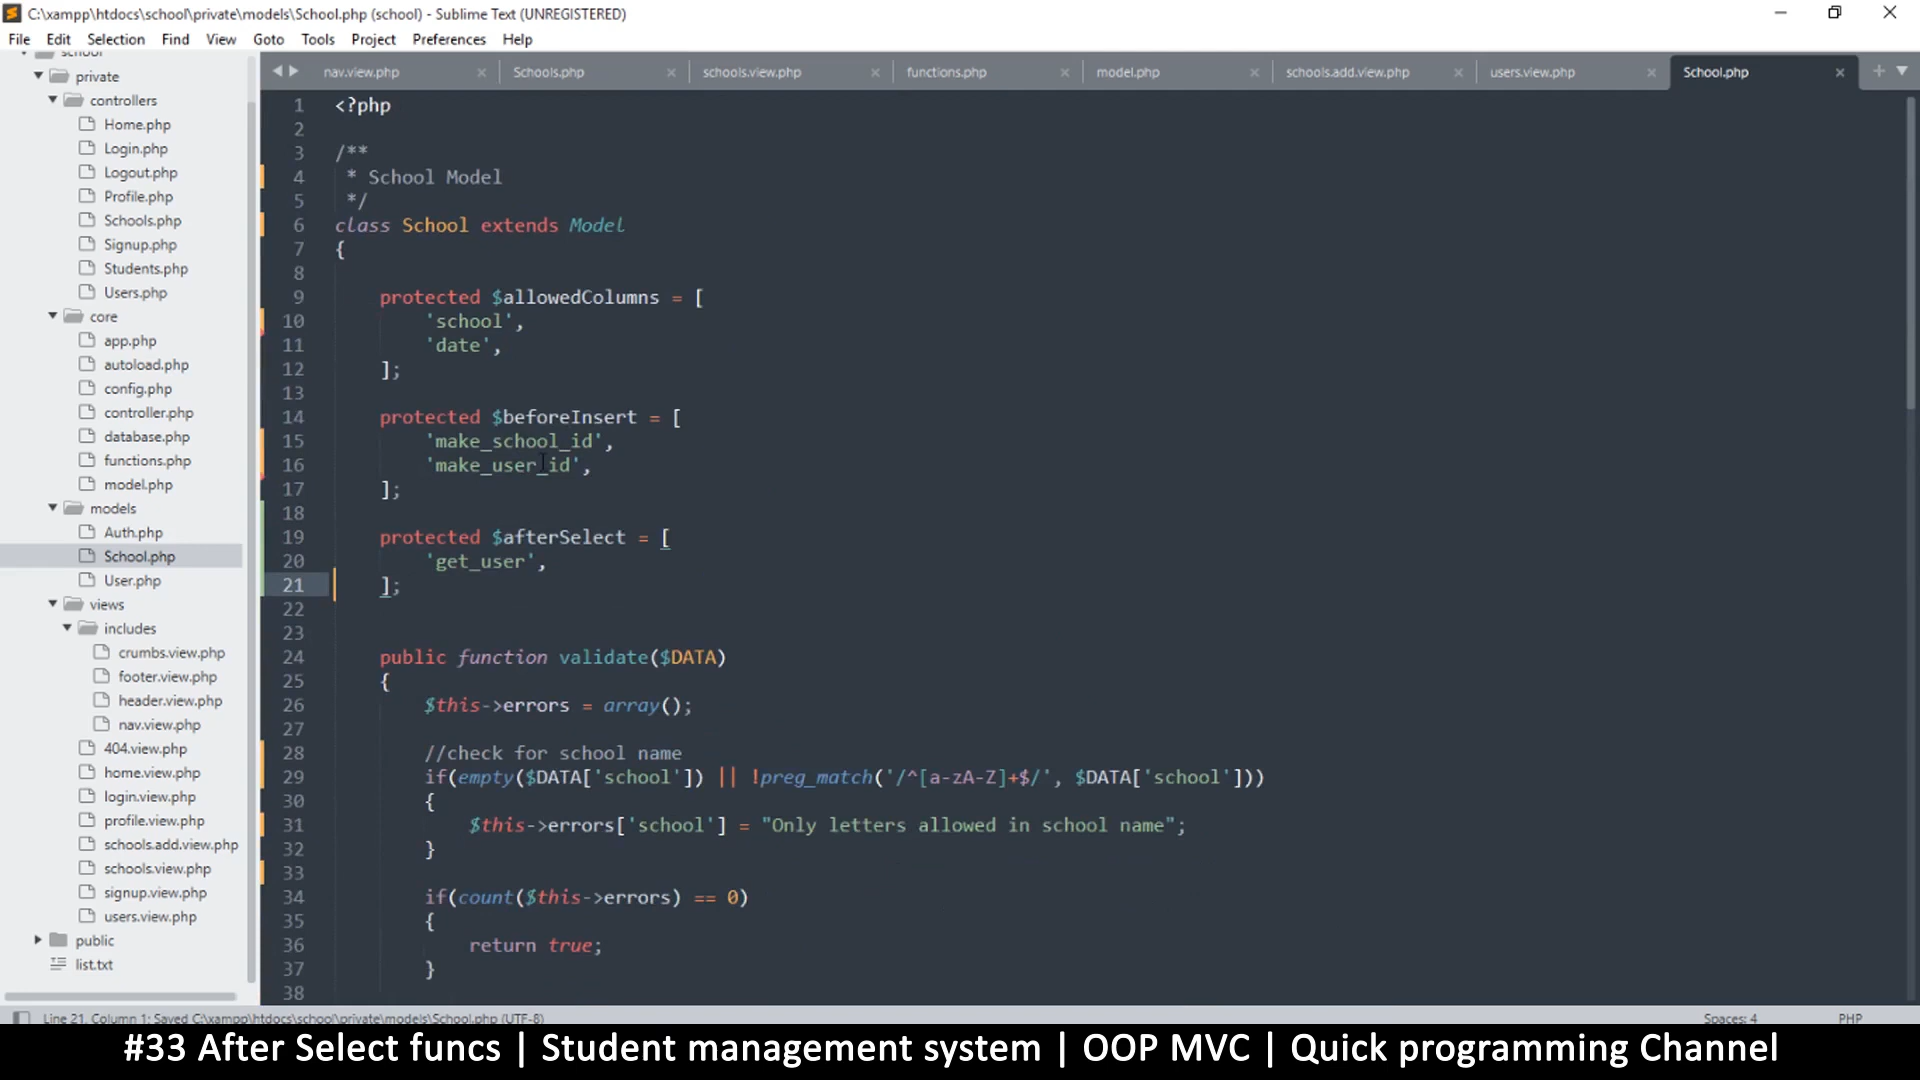 C:\xampp\htdocs\school\private\models\School.php (school) - Sublime Text (UNREGISTERED)
File Edit Selection Find View Goto Tools Project Preferences Help
school
private
controllers
Home.php
Login.php
Logout.php
Profile.php
Schools.php
Signup.php
Students.php
Users.php
core
app.php
autoload.php
config.php
controller.php
database.php
functions.php
model.php
models
Auth.php
School.php
User.php
views
includes
crumbs.view.php
footer.view.php
header.view.php
nav.view.php
404.view.php
home.view.php
login.view.php
profile.view.php
schools.add.view.php
schools.view.php
signup.view.php
users.view.php
public
list.txt
nav.view.php Schools.php schools.view.php functions.php model.php schools.add.view.php users.view.php School.php
1 <?php
2
3 /**
4 * School Model
5 */
6 class School extends Model
7 {
8
9 protected $allowedColumns = [
10 'school',
11 'date',
12 ];
13
14 protected $beforeInsert = [
15 'make_school_id',
16 'make_user_id',
17 ];
18
19 protected $afterSelect = [
20 'get_user',
21 ];
22
23
24 public function validate($DATA)
25 {
26 $this->errors = array();
27
28 //check for school name
29 if(empty($DATA['school']) || !preg_match('/^[a-zA-Z]+$/', $DATA['school']))
30 {
31 $this->errors['school'] = "Only letters allowed in school name";
32 }
33
34 if(count($this->errors) == 0)
35 {
36 return true;
37 }
38
Line 21, Column 1; Saved C:\xampp\htdocs\school\private\models\School.php (UTF-8) Spaces: 4 PHP
#33 After Select funcs | Student management system | OOP MVC | Quick programming Channel